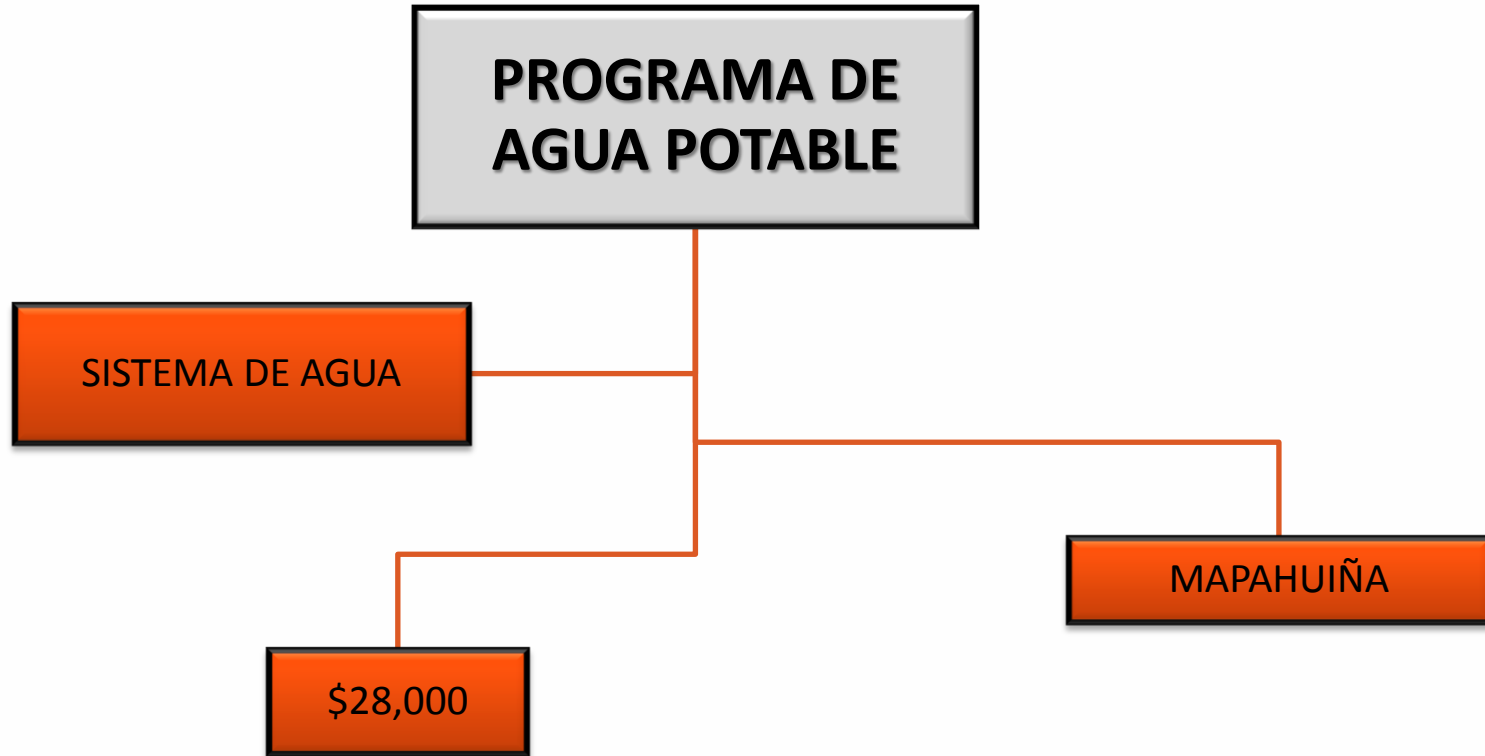 PROGRAMA DE
AGUA POTABLE
SISTEMA DE AGUA
MAPAHUIÑA
$28,000